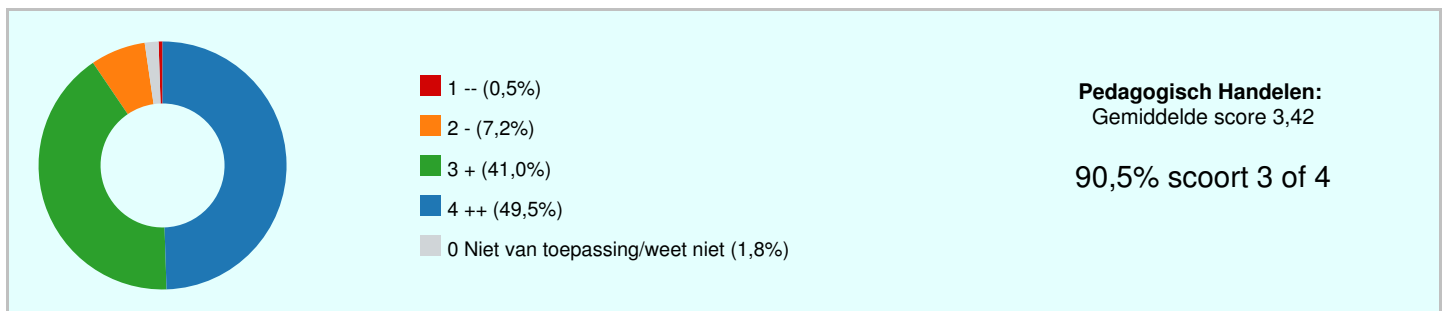 1 -- (0,5%)
2 - (7,2%)
3 + (41,0%)
4 ++ (49,5%)
0 Niet van toepassing/weet niet (1,8%)
Pedagogisch Handelen:
Gemiddelde score 3,42
90,5% scoort 3 of 4